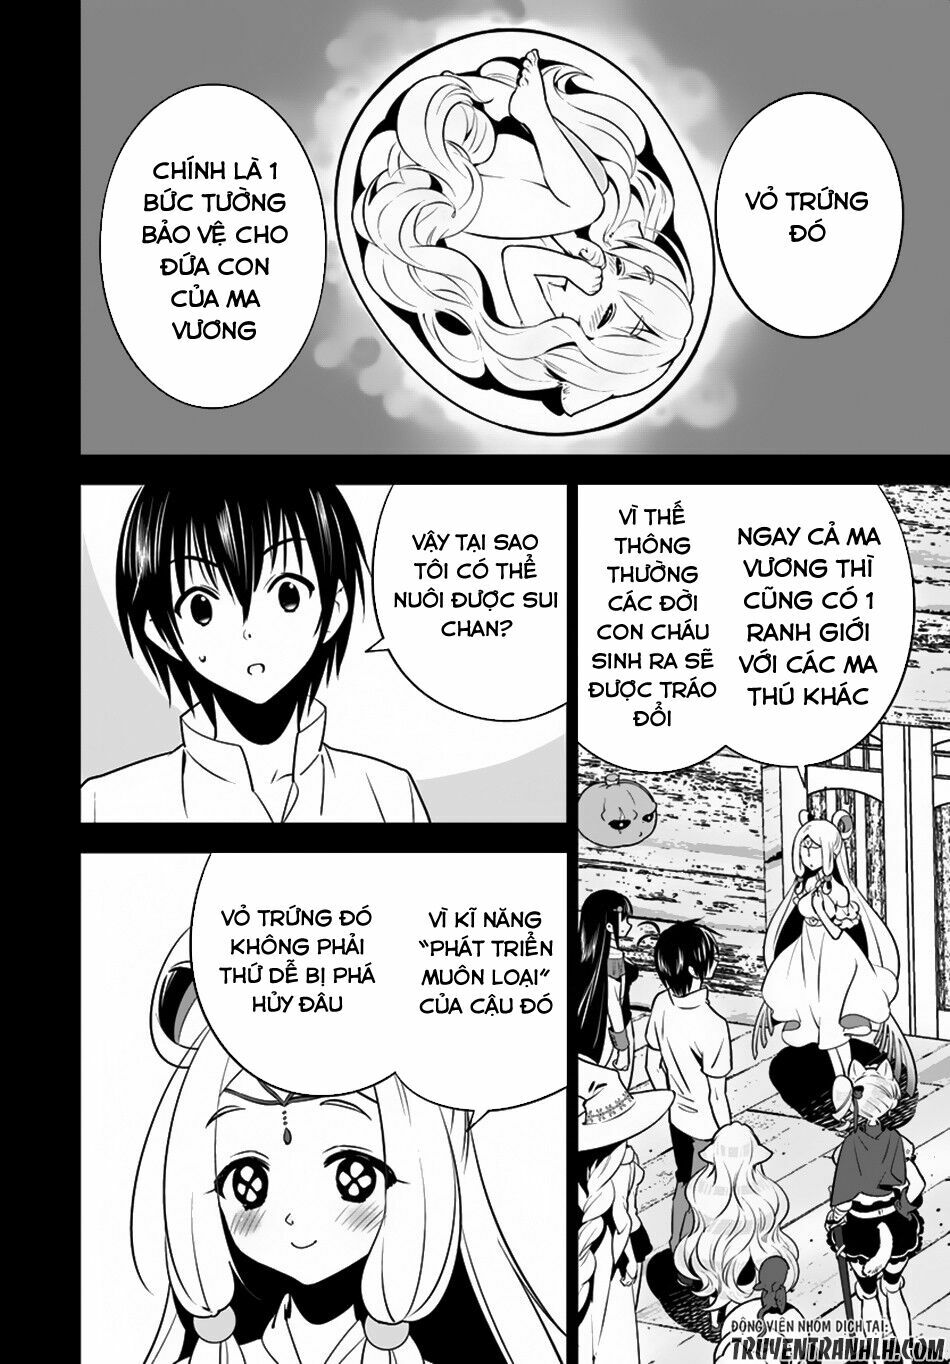 VỎ TRỨNG
ĐÓ
CHÍNH LÀ 1
BỨC TƯỜNG
BẢO VỆ CHO
ĐỨA CON
CỦA MA
VƯƠNG
NGAY CẢ MA
VƯƠNG THÌ
CŨNG CÓ 1
RANH GIỚI
VỚI CÁC MA
THÚ KHÁC
VÌ THẾ
THÔNG
THƯỜNG
CÁC ĐỜI
CON CHÁU
SINH RA SẼ
ĐƯỢC TRÁO
ĐỔI
VẬY TẠI SAO
TÔI CÓ THỂ
NUÔI ĐƯỢC SUI
CHAN?
VÌ KĨ NĂNG
“PHÁT TRIỂN
MUÔN LOẠI”
CỦA CẬU ĐÓ
VỎ TRỨNG ĐÓ
KHÔNG PHẢI
THỨ DỄ BỊ PHÁ
HỦY ĐÂU
ĐỘNG VIÊN NHÓM DỊCH TẠI:
TRUYENTRANHLH.COM